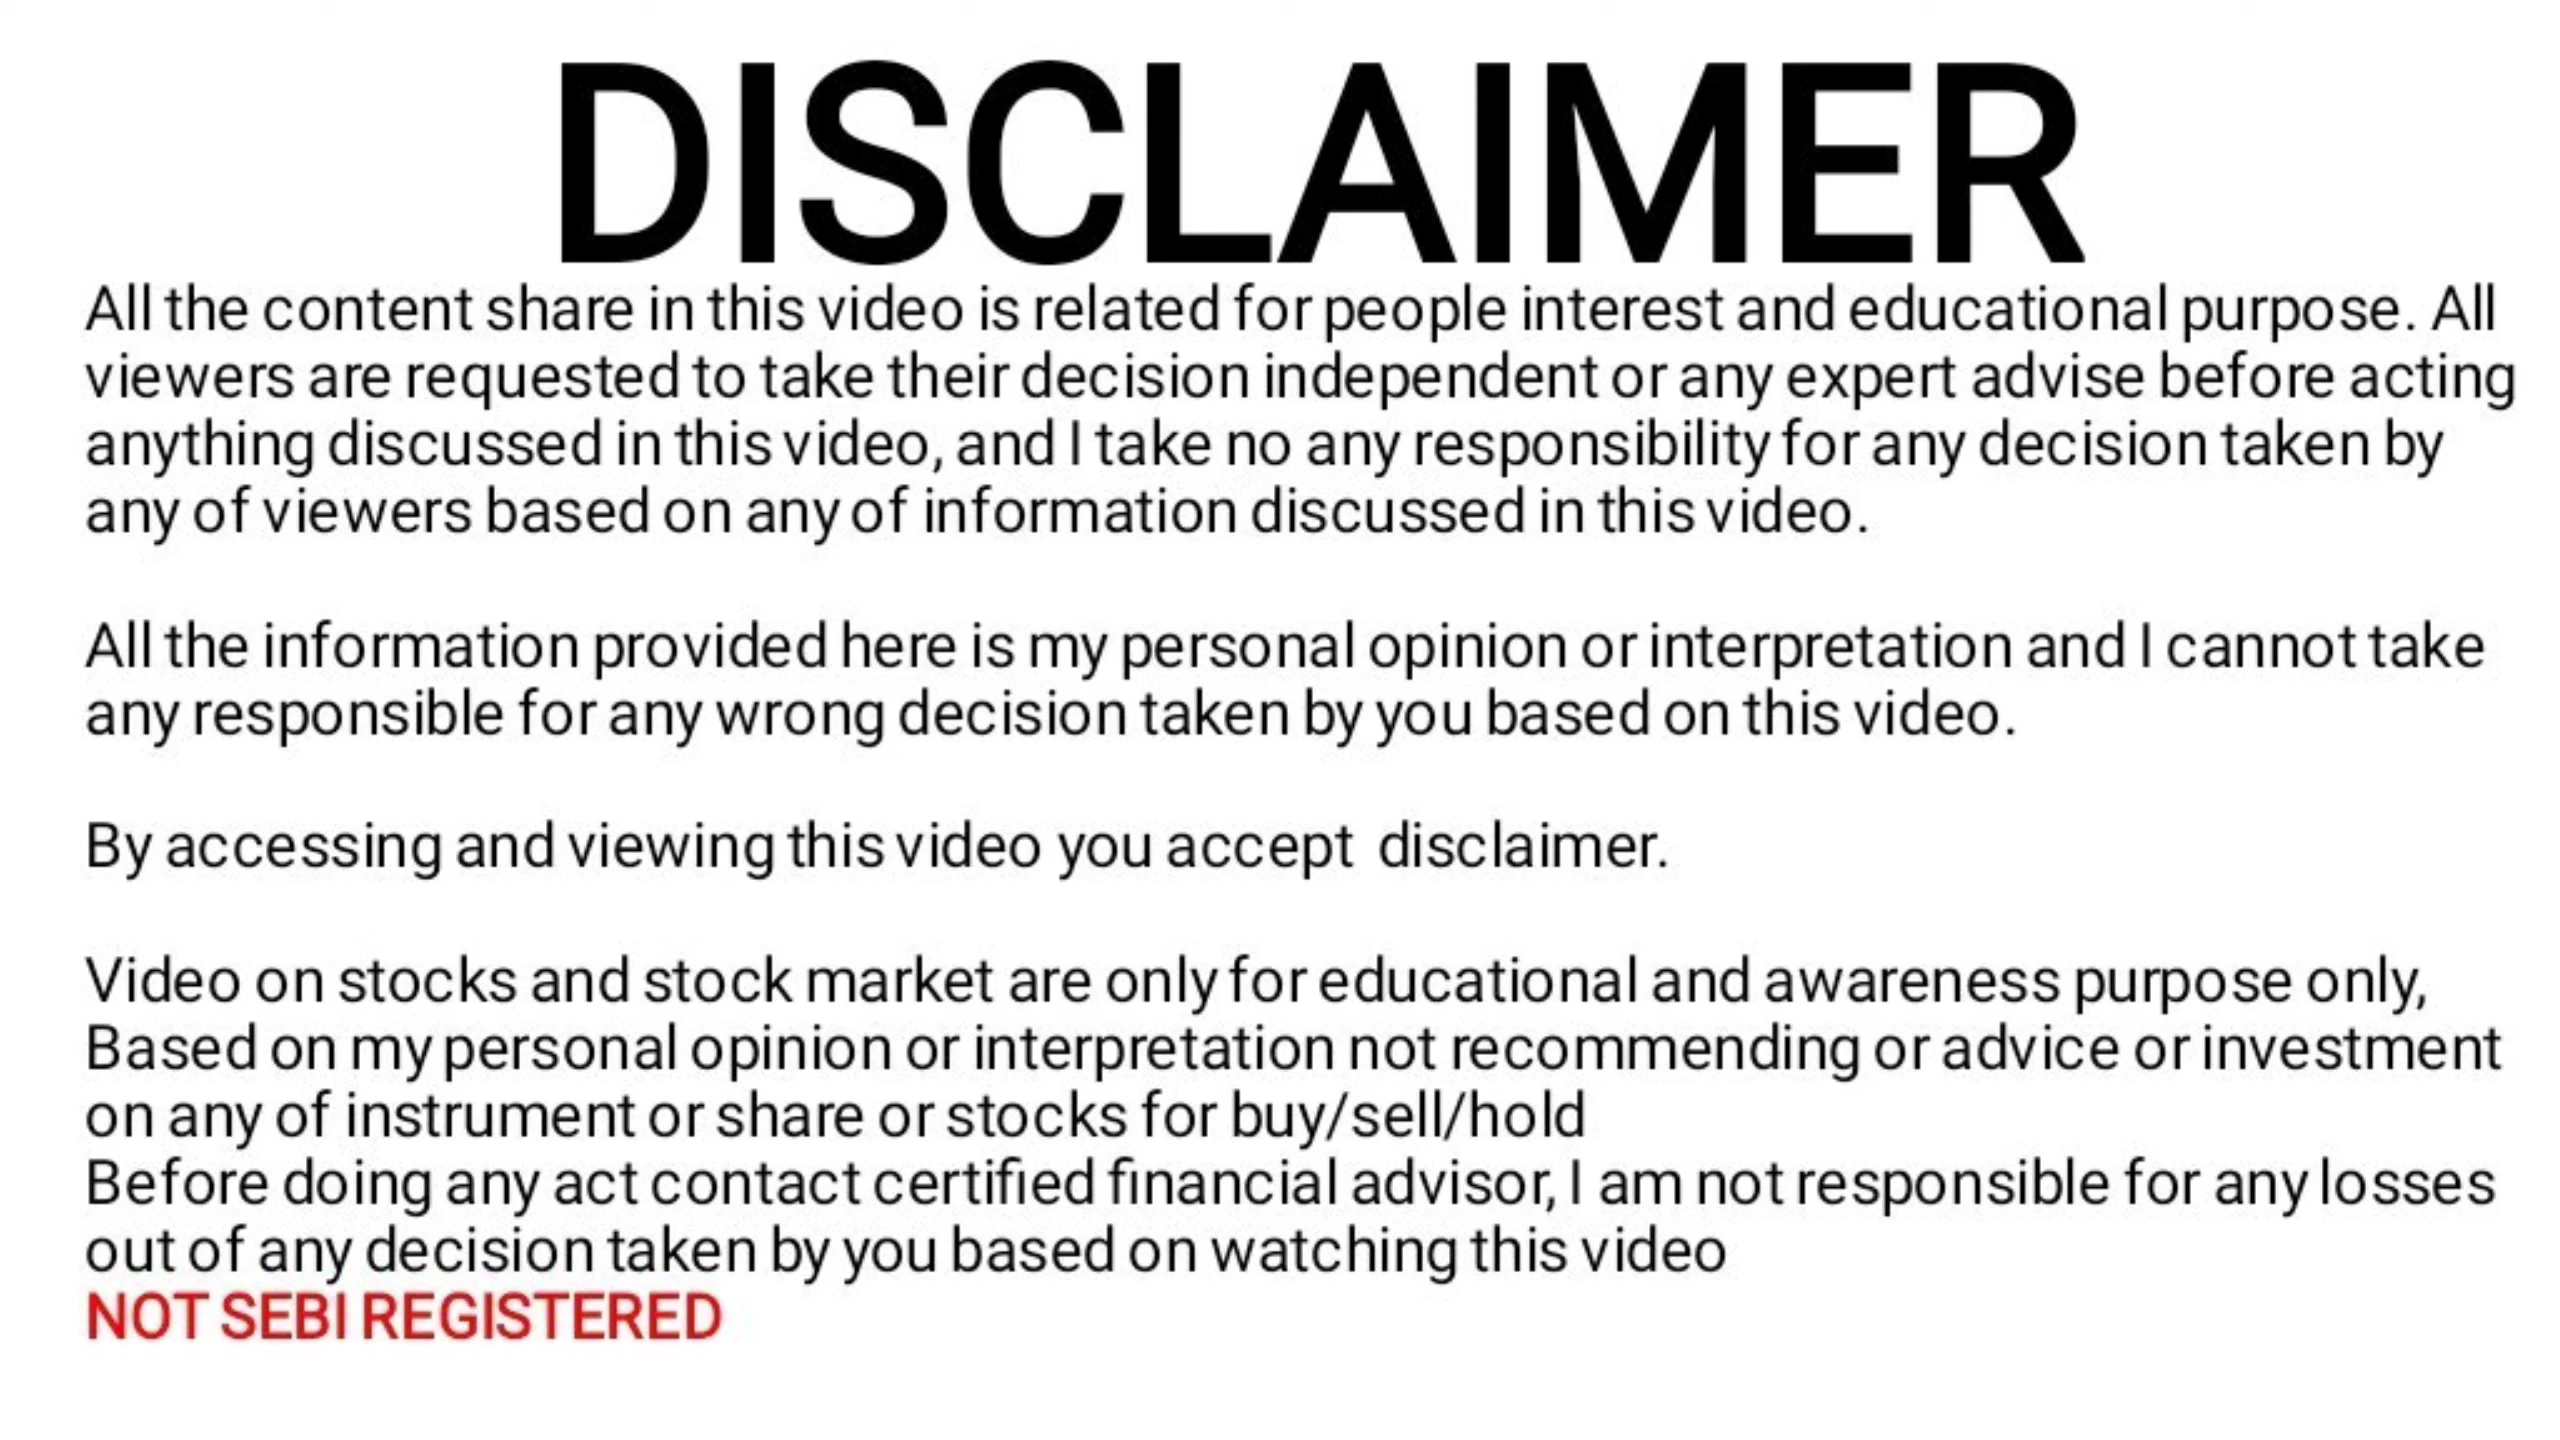 DISCLAIMER
All the content share in this video is related for people interest and educational purpose. All
viewers are requested to take their decision independent or any expert advise before acting
anything discussed in this video, and I take no any responsibility for any decision taken by
any of viewers based on any of information discussed in this video.
All the information provided here is my personal opinion or interpretation and I cannot take
any responsible for any wrong decision taken by you based on this video.
By accessing and viewing this video you accept  disclaimer.
Video on stocks and stock market are only for educational and awareness purpose only,
Based on my personal opinion or interpretation not recommending or advice or investment
on any of instrument or share or stocks for buy/sell/hold
Before doing any act contact certified financial advisor, I am not responsible for any losses
out of any decision taken by you based on watching this video
NOT SEBI REGISTERED